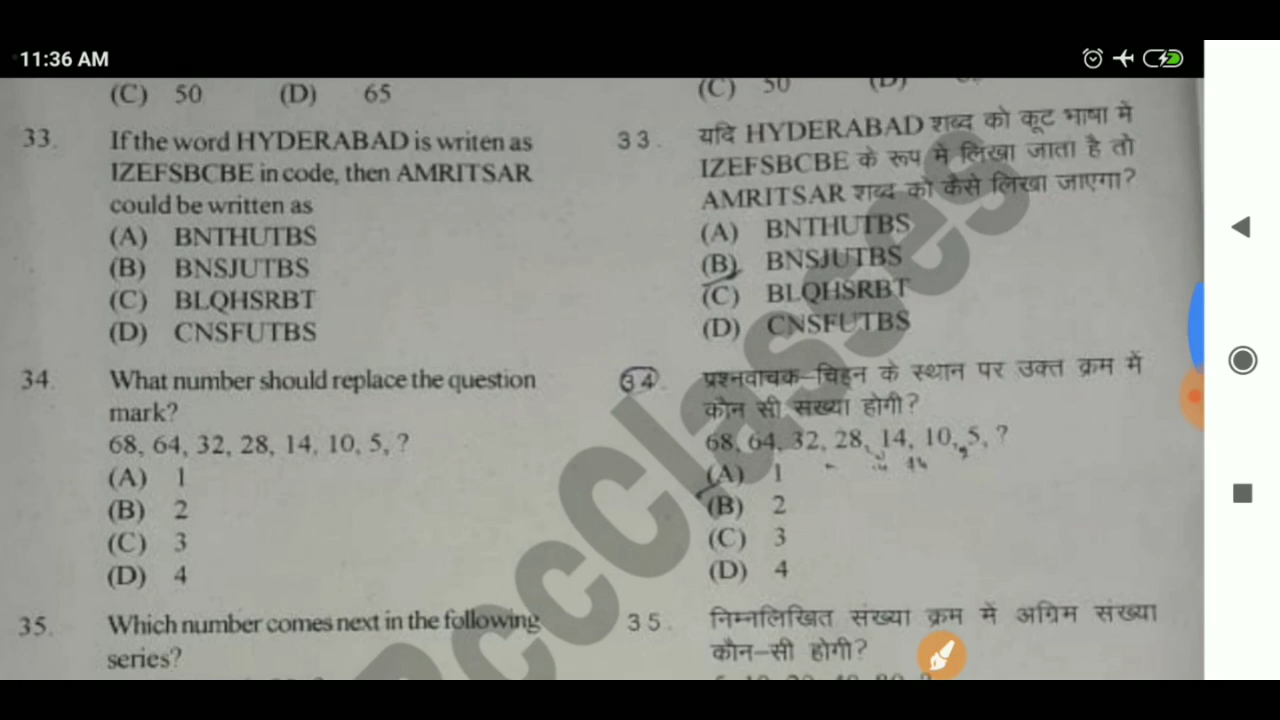 11:36 AM
(C) 50 (D) 65
33. If the word HYDERABAD is writen as
IZEFSBCBE in code, then AMRITSAR
could be written as
(A) BNTHUTBS
(B) BNSJUTBS
(C) BLQHSRBT
(D) CNSFUTBS
34. What number should replace the question
mark?
68, 64, 32, 28, 14, 10, 5, ?
(A) 1
(B) 2
(C) 3
(D) 4
35. Which number comes next in the following
series?
(C) 50 (D)
33. यदि HYDERABAD शब्द को कूट भाषा में
IZEFSBCBE के रूप मे लिखा जाता है तो
AMRITSAR शब्द को कैसे लिखा जाएगा?
(A) BNTHUTBS
(B) BNSJUTBS
(C) BLQHSRBT
(D) CNSFUTBS
34 प्रश्नवाचक-चिह्न के स्थान पर उक्त क्रम में
कौन सी सख्या होगी?
68, 64, 32, 28, 14, 10, 5, ?
(A) 1
(B) 2
(C) 3
(D) 4
35. निम्नलिखित संख्या क्रम में अग्रिम संख्या
कौन-सी होगी?
ccClasses